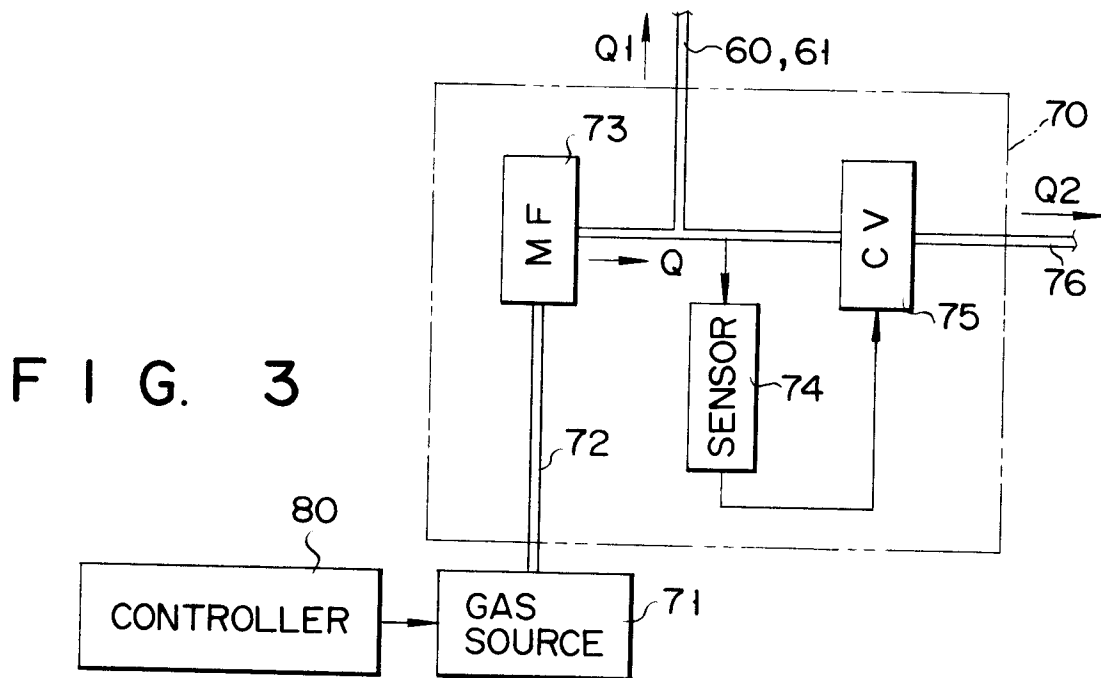 Q1
60, 61
70
73
MF
Q
CV
Q2
76
75
SENSOR
74
FIG. 3
72
80
CONTROLLER
GAS
SOURCE
71